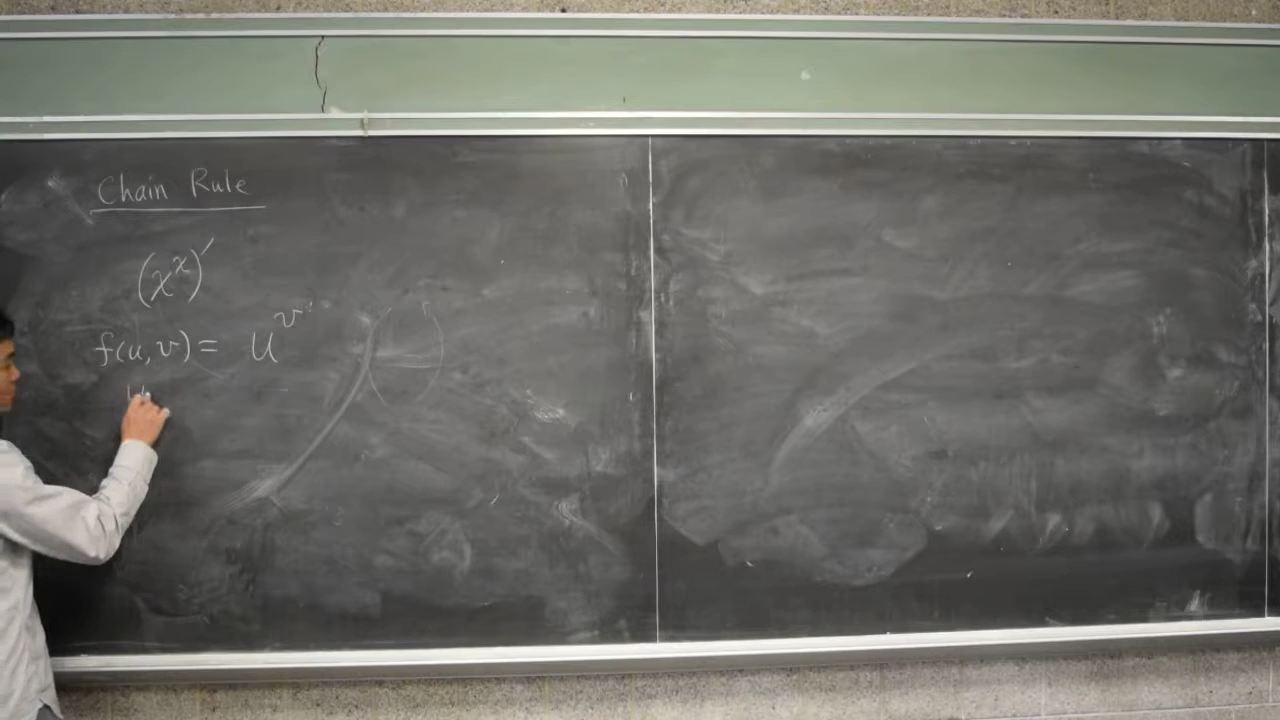 Chain Rule
(x^x)′
f(u,v) = u^v
u